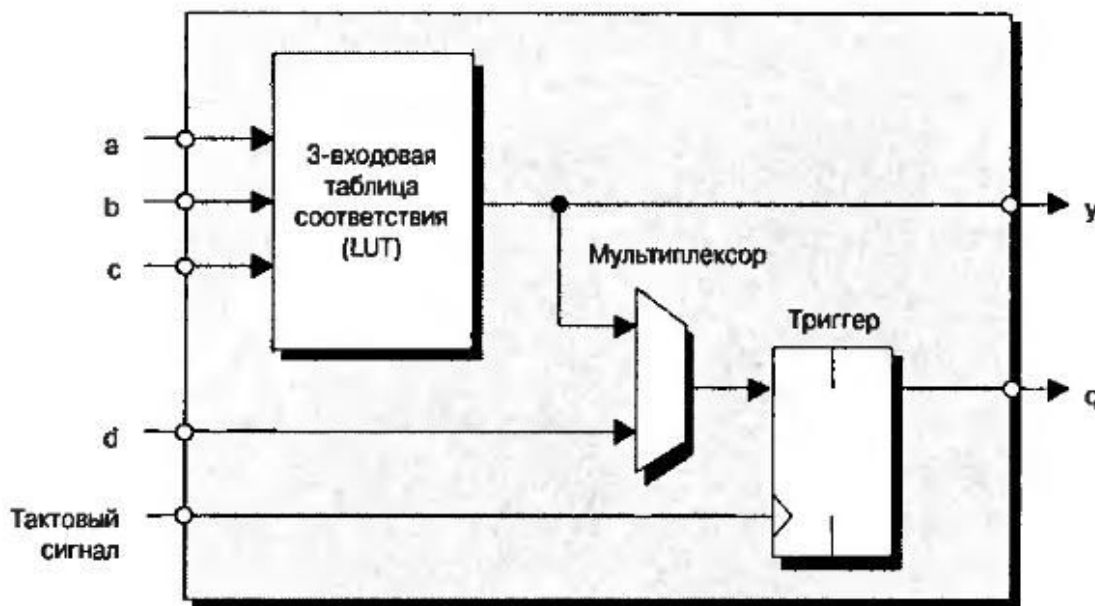 a
b
c
3-входовая
таблица
соответствия
(LUT)
y
Мультиплексор
Триггер
q
d
Тактовый
сигнал